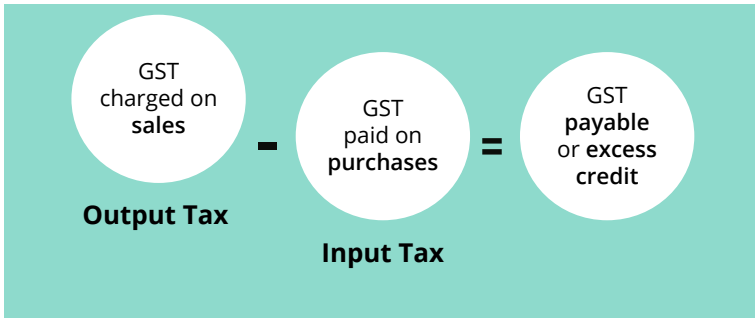 GST
charged on
sales
Output Tax
-
GST
paid on
purchases
Input Tax
=
GST
payable
or excess
credit